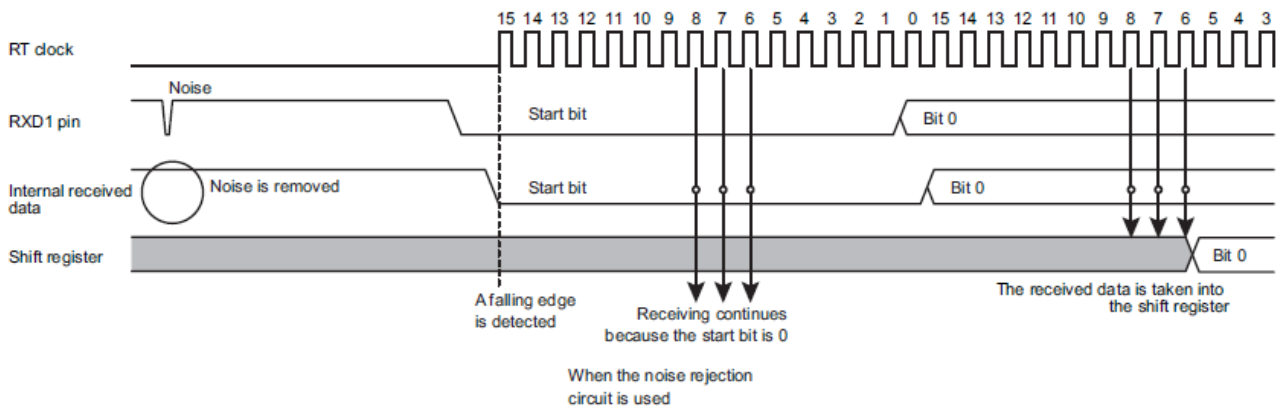 15 14 13 12 11 10 9 8 7 6 5 4 3 2 1 0 15 14 13 12 11 10 9 8 7 6 5 4 3
RT clock
Noise
RXD1 pin
Start bit
Bit 0
Internal received
data
Noise is removed
Start bit
Bit 0
Shift register
Bit 0
A falling edge
is detected
Receiving continues
because the start bit is 0
The received data is taken into
the shift register
When the noise rejection
circuit is used